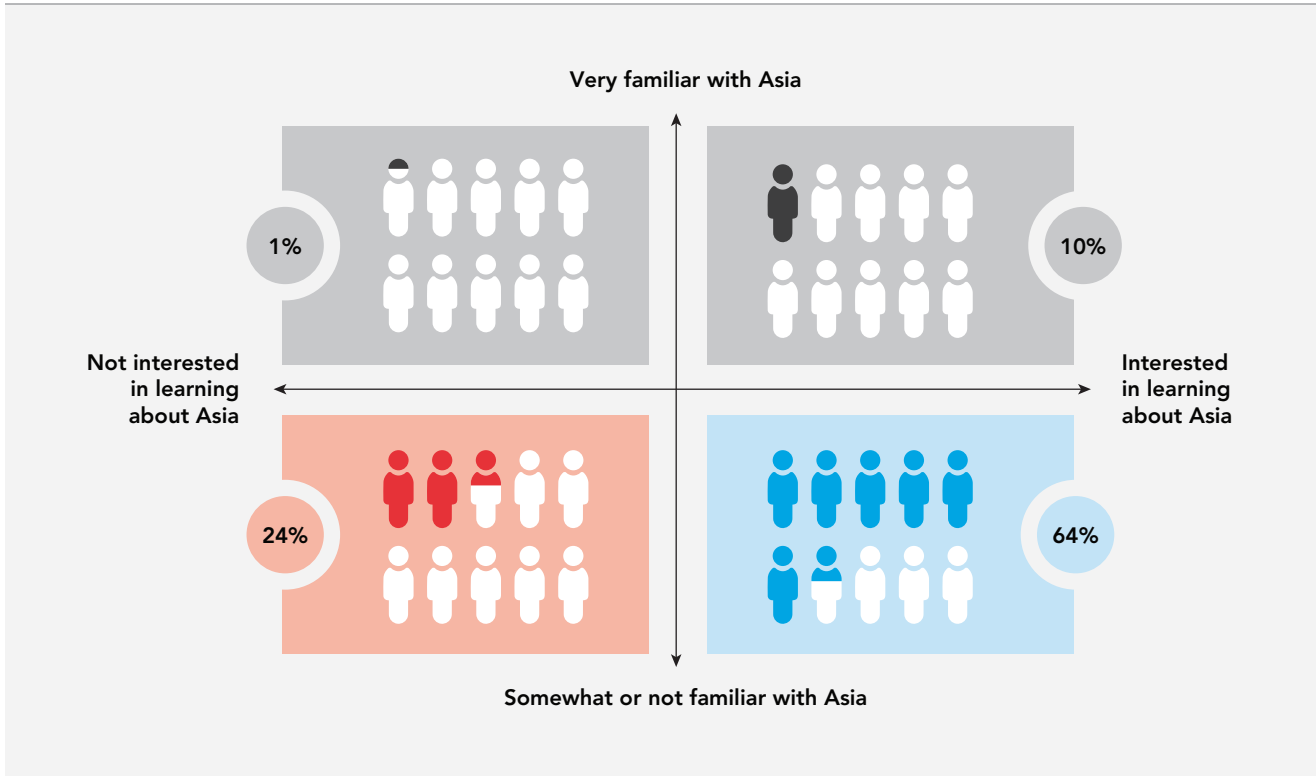 Very familiar with Asia
1%
10%
Not interested
in learning
about Asia
Interested
in learning
about Asia
24%
64%
Somewhat or not familiar with Asia